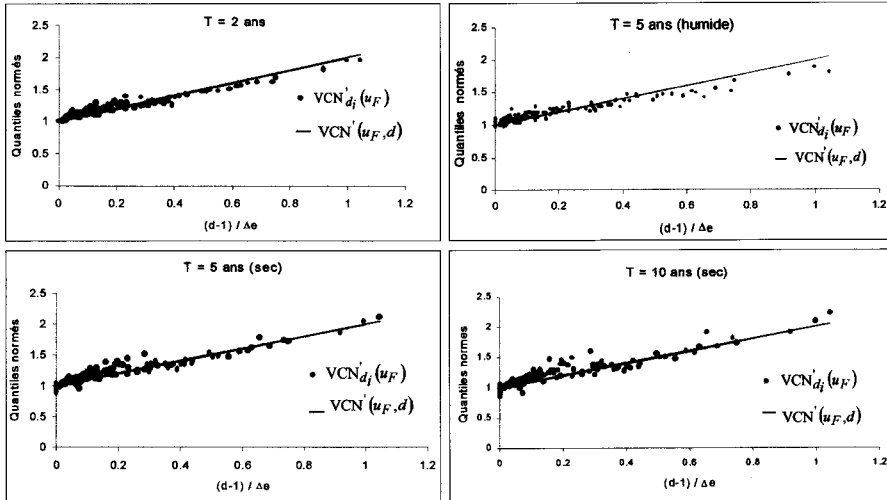 T = 2 ans
Quantiles normés
2.5
2
1.5
1
0.5
0
0 0.2 0.4 0.6 0.8 1 1.2
(d-1) / Δe
VCN'di(uF)
VCN'(uF,d)
T = 5 ans (humide)
Quantiles normés
2.5
2
1.5
1
0.5
0
0 0.2 0.4 0.6 0.8 1 1.2
(d-1) / Δe
VCN'di(uF)
VCN'(uF,d)
T = 5 ans (sec)
Quantiles normés
2.5
2
1.5
1
0.5
0
0 0.2 0.4 0.6 0.8 1 1.2
(d-1) / Δe
VCN'di(uF)
VCN'(uF,d)
T = 10 ans (sec)
Quantiles normés
2.5
2
1.5
1
0.5
0
0 0.2 0.4 0.6 0.8 1 1.2
(d-1) / Δe
VCN'di(uF)
VCN'(uF,d)